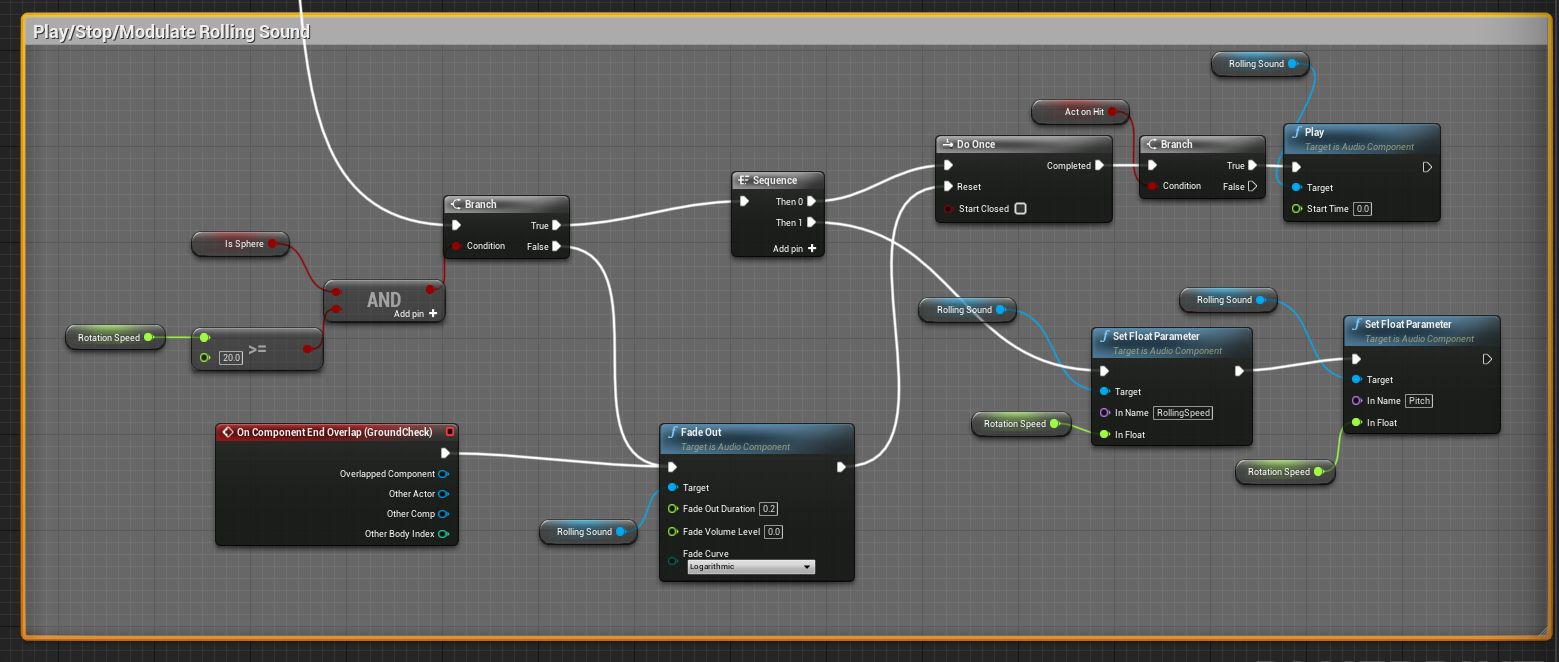 Play/Stop/Modulate Rolling Sound
Rolling Sound
Act on Hit
Play
Target is Audio Component
Target
Start Time 0.0
Branch
True
Condition
False
Do Once
Completed
Reset
Start Closed
Sequence
Then 0
Then 1
Add pin +
Branch
True
Condition
False
Is Sphere
AND
Add pin +
Rotation Speed
20.0
>=
Rolling Sound
Set Float Parameter
Target is Audio Component
Target
In Name RollingSpeed
In Float
Rotation Speed
Rolling Sound
Set Float Parameter
Target is Audio Component
Target
In Name Pitch
In Float
Rotation Speed
On Component End Overlap (GroundCheck)
Overlapped Component
Other Actor
Other Comp
Other Body Index
Rolling Sound
f Fade Out
Target is Audio Component
Target
Fade Out Duration 0.2
Fade Volume Level 0.0
Fade Curve
Logarithmic